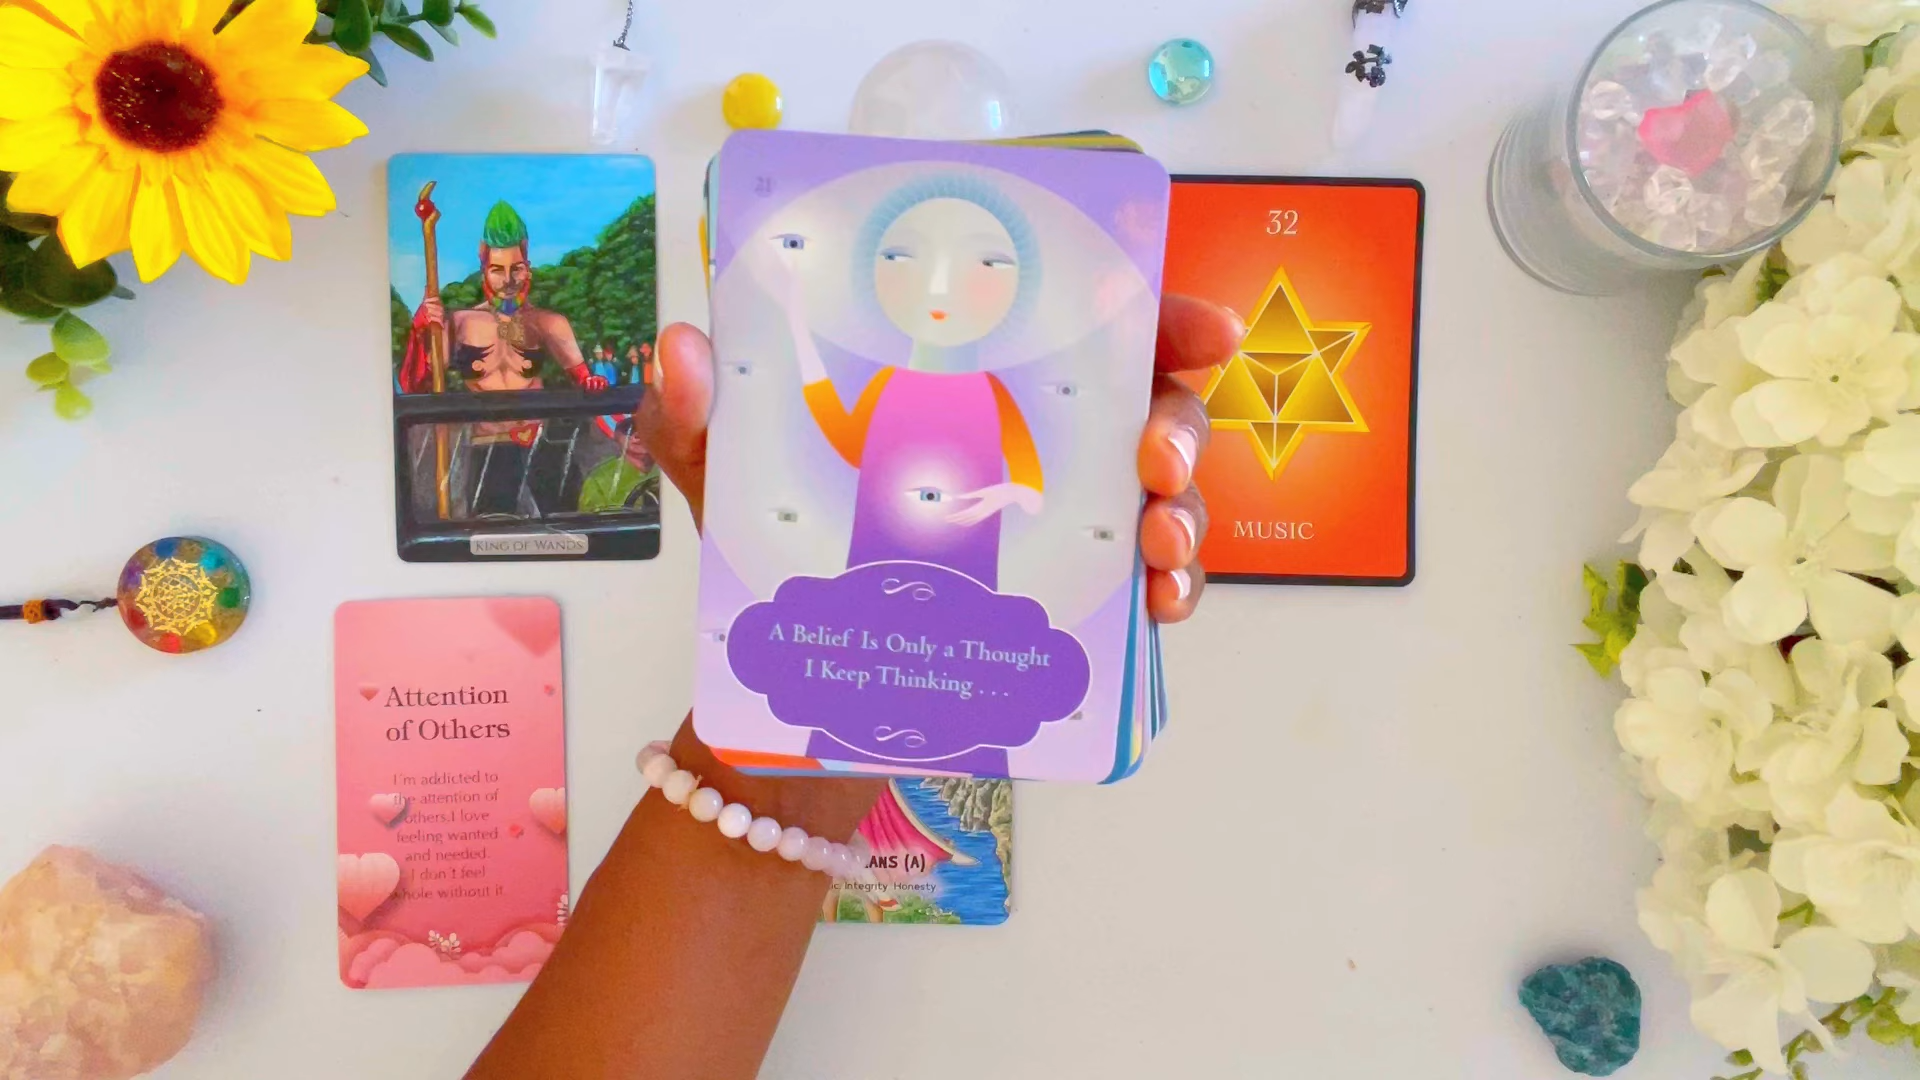 21
A Belief Is Only a Thought
I Keep Thinking . . .
KING OF WANDS
32
MUSIC
Attention
of Others
I'm addicted to
the attention of
others.I love
feeling wanted
and needed.
I don't feel
whole without it.
(A)
Integrity Honesty